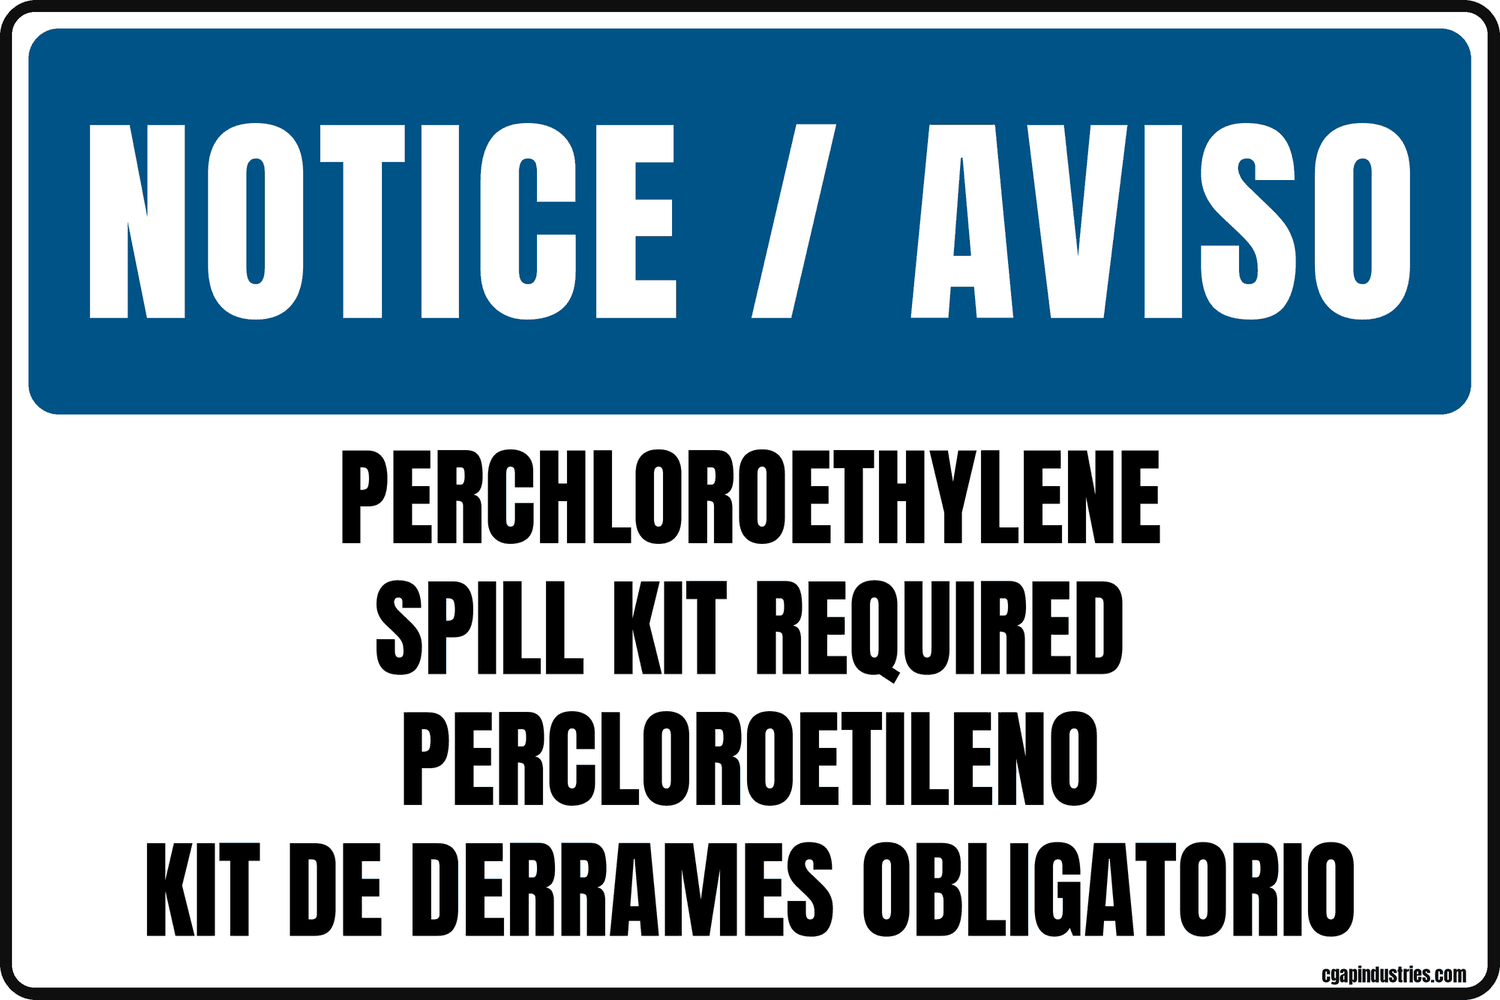 NOTICE / AVISO
PERCHLOROETHYLENE
SPILL KIT REQUIRED
PERCLOROETILENO
KIT DE DERRAMES OBLIGATORIO
cgapindustries.com